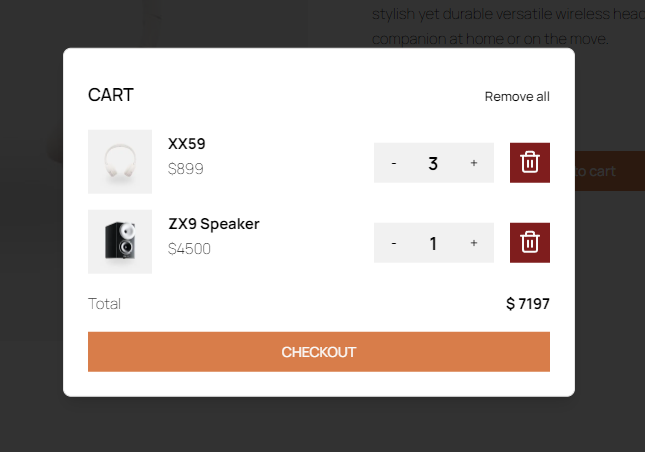 stylish yet durable versatile wireless
companion at home or on the move.
CART
Remove all
XX59
$899
- 3 +
ZX9 Speaker
$4500
- 1 +
to cart
Total
$ 7197
CHECKOUT